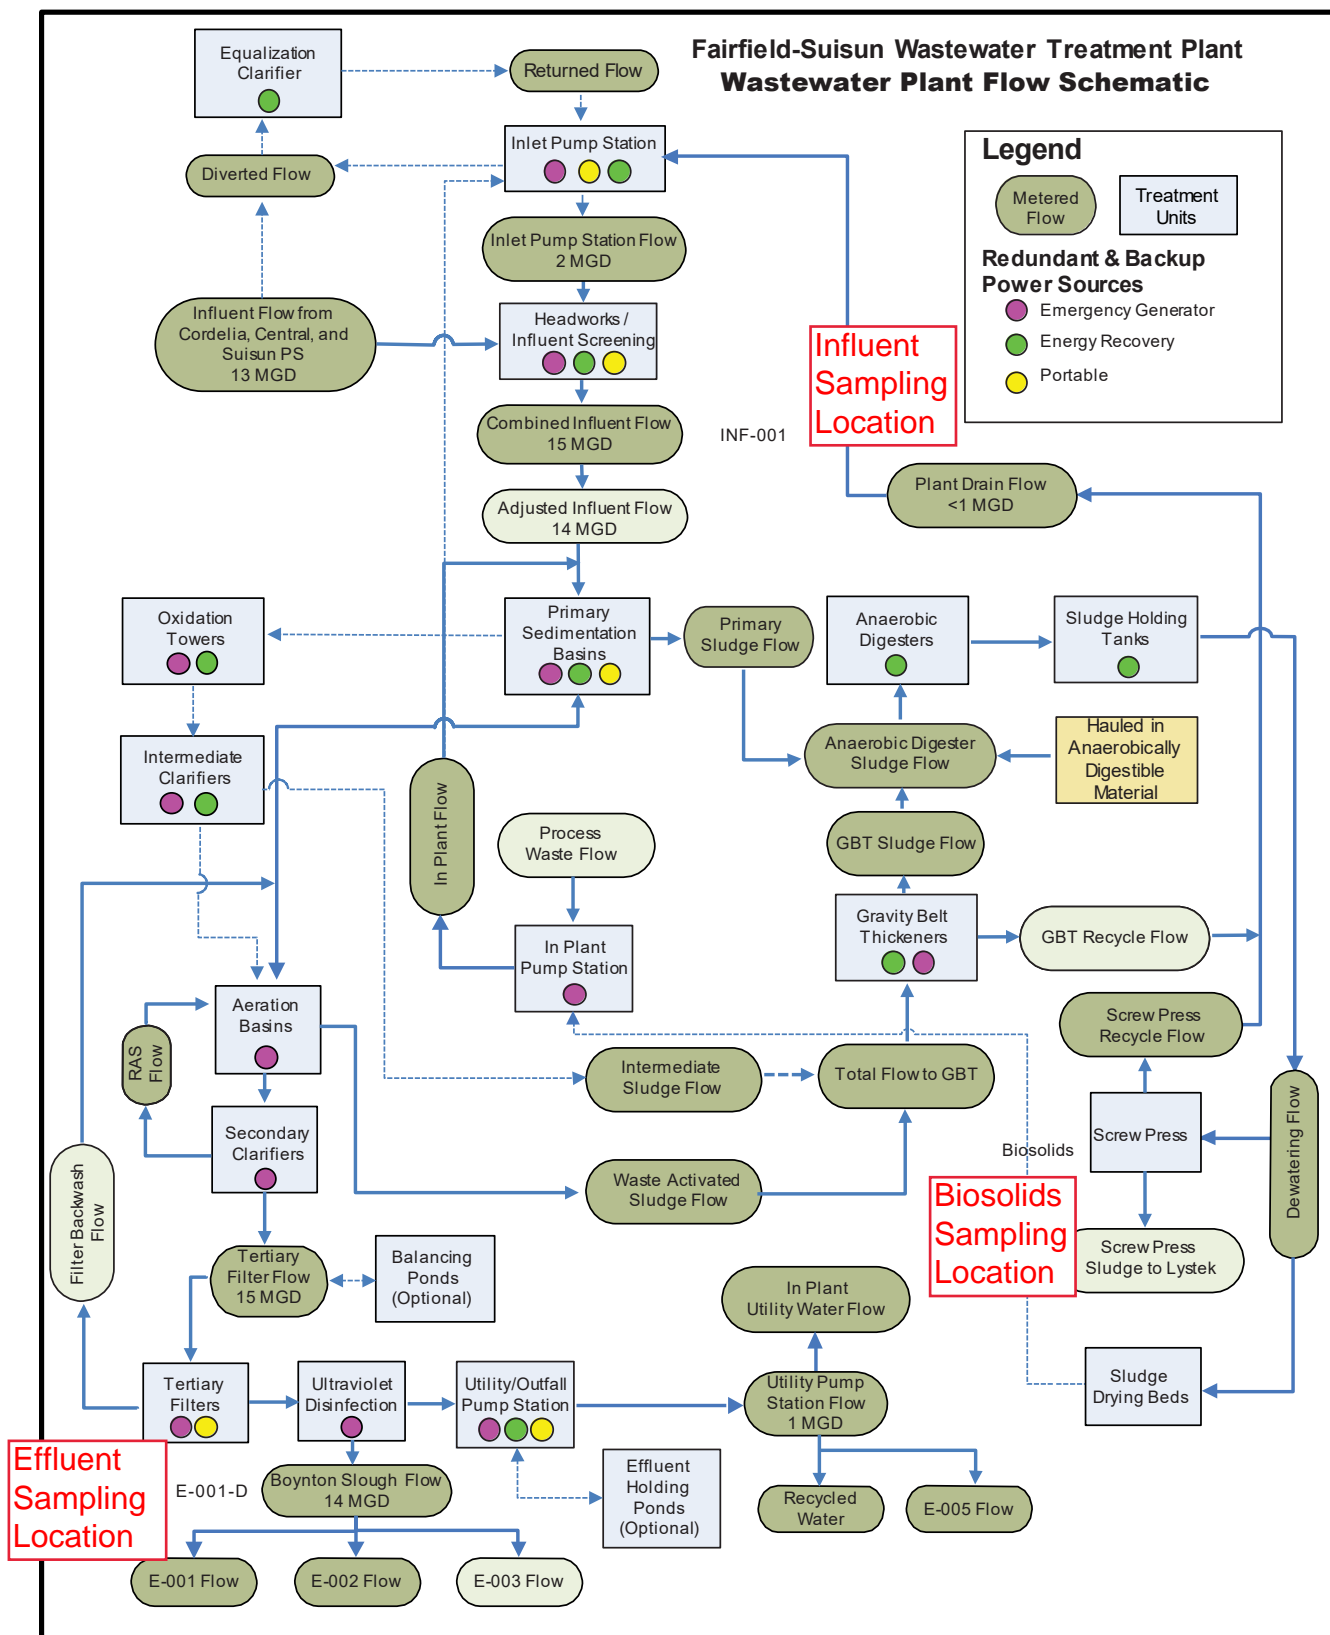 Fairfield-Suisun Wastewater Treatment Plant
Wastewater Plant Flow Schematic
Equalization
Clarifier
Returned Flow
Inlet Pump Station
Diverted Flow
Inlet Pump Station Flow
2 MGD
Influent Flow from
Cordelia, Central, and
Suisun PS
13 MGD
Headworks /
Influent Screening
Legend
Metered
Flow
Treatment
Units
Redundant & Backup
Power Sources
Emergency Generator
Energy Recovery
Portable
Influent
Sampling
Location
Combined Influent Flow
15 MGD
INF-001
Adjusted Influent Flow
14 MGD
Plant Drain Flow
<1 MGD
Oxidation
Towers
Primary
Sedimentation
Basins
Primary
Sludge Flow
Anaerobic
Digesters
Sludge Holding
Tanks
Intermediate
Clarifiers
Anaerobic Digester
Sludge Flow
Hauled in
Anaerobically
Digestible
Material
In Plant Flow
Process
Waste Flow
GBT Sludge Flow
In Plant
Pump Station
Gravity Belt
Thickeners
GBT Recycle Flow
Aeration
Basins
RAS
Flow
Screw Press
Recycle Flow
Intermediate
Sludge Flow
Total Flow to GBT
Secondary
Clarifiers
Screw Press
Dewatering Flow
Biosolids
Waste Activated
Sludge Flow
Biosolids
Sampling
Location
Filter Backwash
Flow
Screw Press
Sludge to Lystek
Tertiary
Filter Flow
15 MGD
Balancing
Ponds
(Optional)
In Plant
Utility Water Flow
Tertiary
Filters
Ultraviolet
Disinfection
Utility/Outfall
Pump Station
Utility Pump
Station Flow
1 MGD
Sludge
Drying Beds
Effluent
Sampling
Location
E-001-D
Boynton Slough Flow
14 MGD
Effluent
Holding
Ponds
(Optional)
Recycled
Water
E-005 Flow
E-001 Flow
E-002 Flow
E-003 Flow